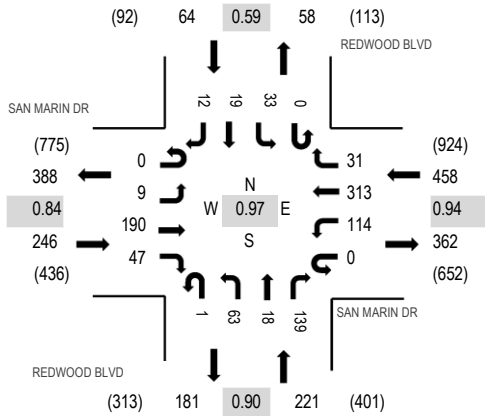 (92) 64 0.59 58 (113)
REDWOOD BLVD
12 19 33 0
SAN MARIN DR
(775) (924)
388 0 31 458
9 N 313
0.84 W 0.97 E 0.94
190 S 114
246 47 0 362
(436) (652)
1 63 18 139
SAN MARIN DR
REDWOOD BLVD
(313) 181 0.90 221 (401)